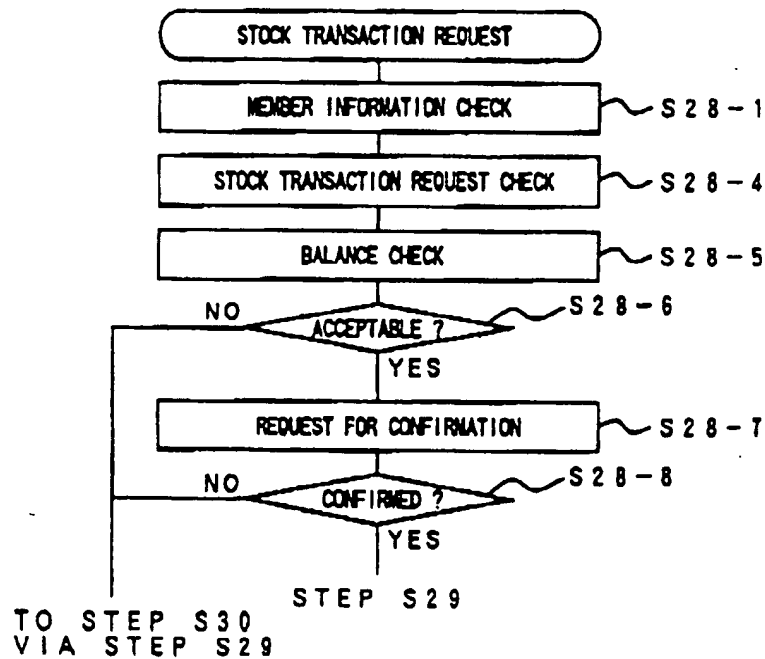 STOCK TRANSACTION REQUEST
MEMBER INFORMATION CHECK
S28-1
STOCK TRANSACTION REQUEST CHECK
S28-4
BALANCE CHECK
S28-5
S28-6
NO
ACCEPTABLE ?
YES
REQUEST FOR CONFIRMATION
S28-7
S28-8
NO
CONFIRMED ?
YES
STEP S29
TO STEP S30
VIA STEP S29